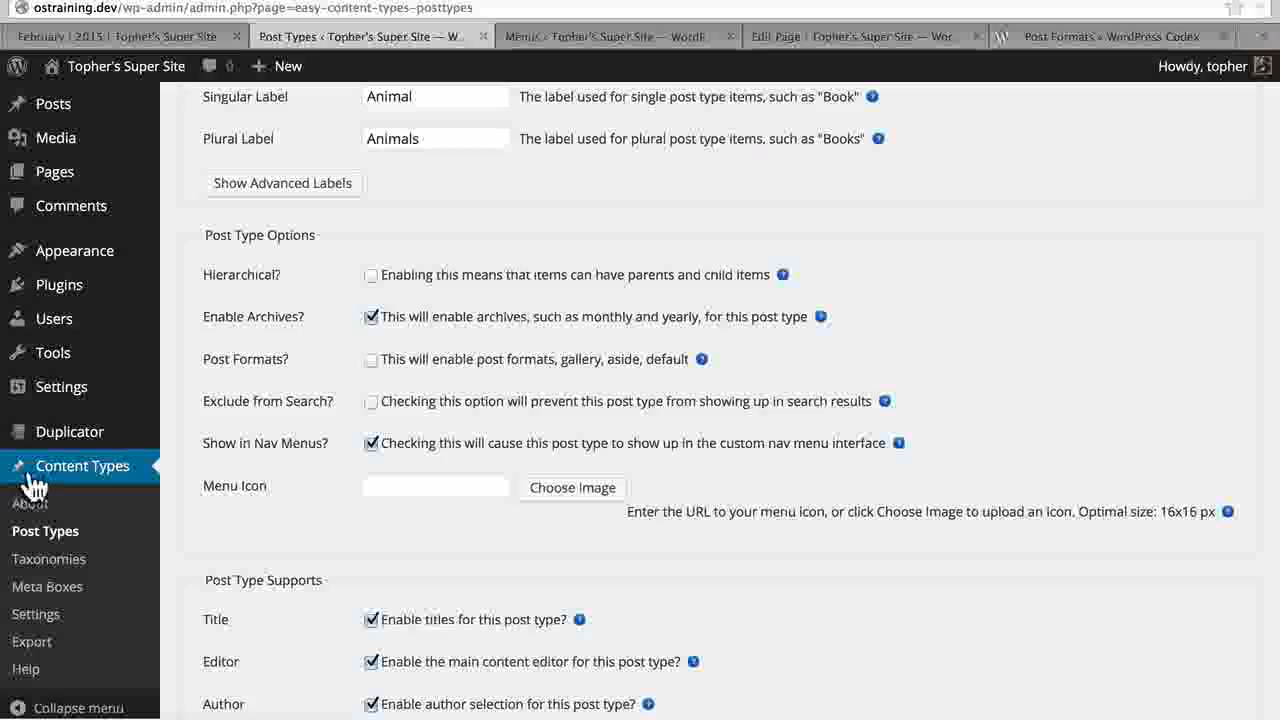 ostraining.dev/wp-admin/admin.php?page=easy-content-types-posttypes
February | 2015 | Topher's Super Site
Post Types ‹ Topher's Super Site — W...
Menus ‹ Topher's Super Site — WordP...
Edit Page ‹ Topher's Super Site — Wor...
Post Formats « WordPress Codex
Topher's Super Site
0
+ New
Howdy, topher
Posts
Media
Pages
Comments
Appearance
Plugins
Users
Tools
Settings
Duplicator
Content Types
About
Post Types
Taxonomies
Meta Boxes
Settings
Export
Help
Collapse menu
Singular Label Animal The label used for single post type items, such as "Book" ?
Plural Label Animals The label used for plural post type items, such as "Books" ?
Show Advanced Labels
Post Type Options
Hierarchical? Enabling this means that items can have parents and child items ?
Enable Archives? This will enable archives, such as monthly and yearly, for this post type ?
Post Formats? This will enable post formats, gallery, aside, default ?
Exclude from Search? Checking this option will prevent this post type from showing up in search results ?
Show in Nav Menus? Checking this will cause this post type to show up in the custom nav menu interface ?
Menu Icon Choose Image
Enter the URL to your menu icon, or click Choose Image to upload an icon. Optimal size: 16x16 px ?
Post Type Supports
Title Enable titles for this post type? ?
Editor Enable the main content editor for this post type? ?
Author Enable author selection for this post type? ?